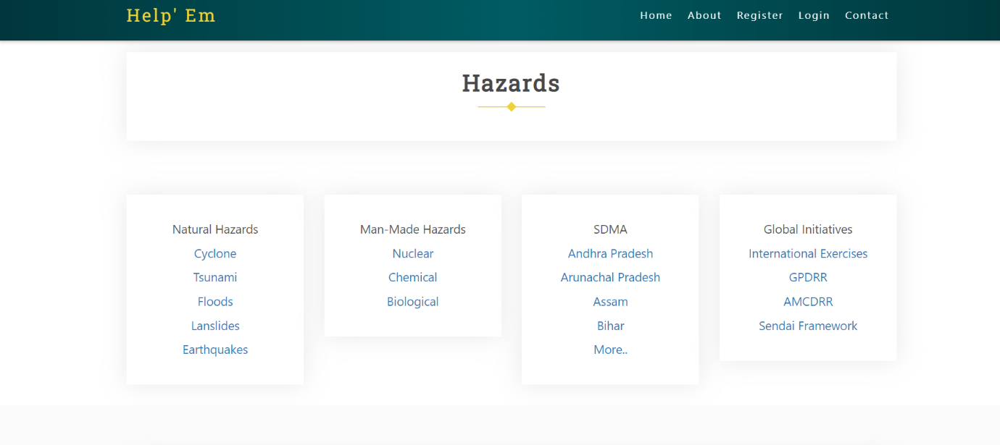 Help' Em
Home About Register Login Contact
Hazards
Natural Hazards
Cyclone
Tsunami
Floods
Lanslides
Earthquakes
Man-Made Hazards
Nuclear
Chemical
Biological
SDMA
Andhra Pradesh
Arunachal Pradesh
Assam
Bihar
More..
Global Initiatives
International Exercises
GPDRR
AMCDRR
Sendai Framework